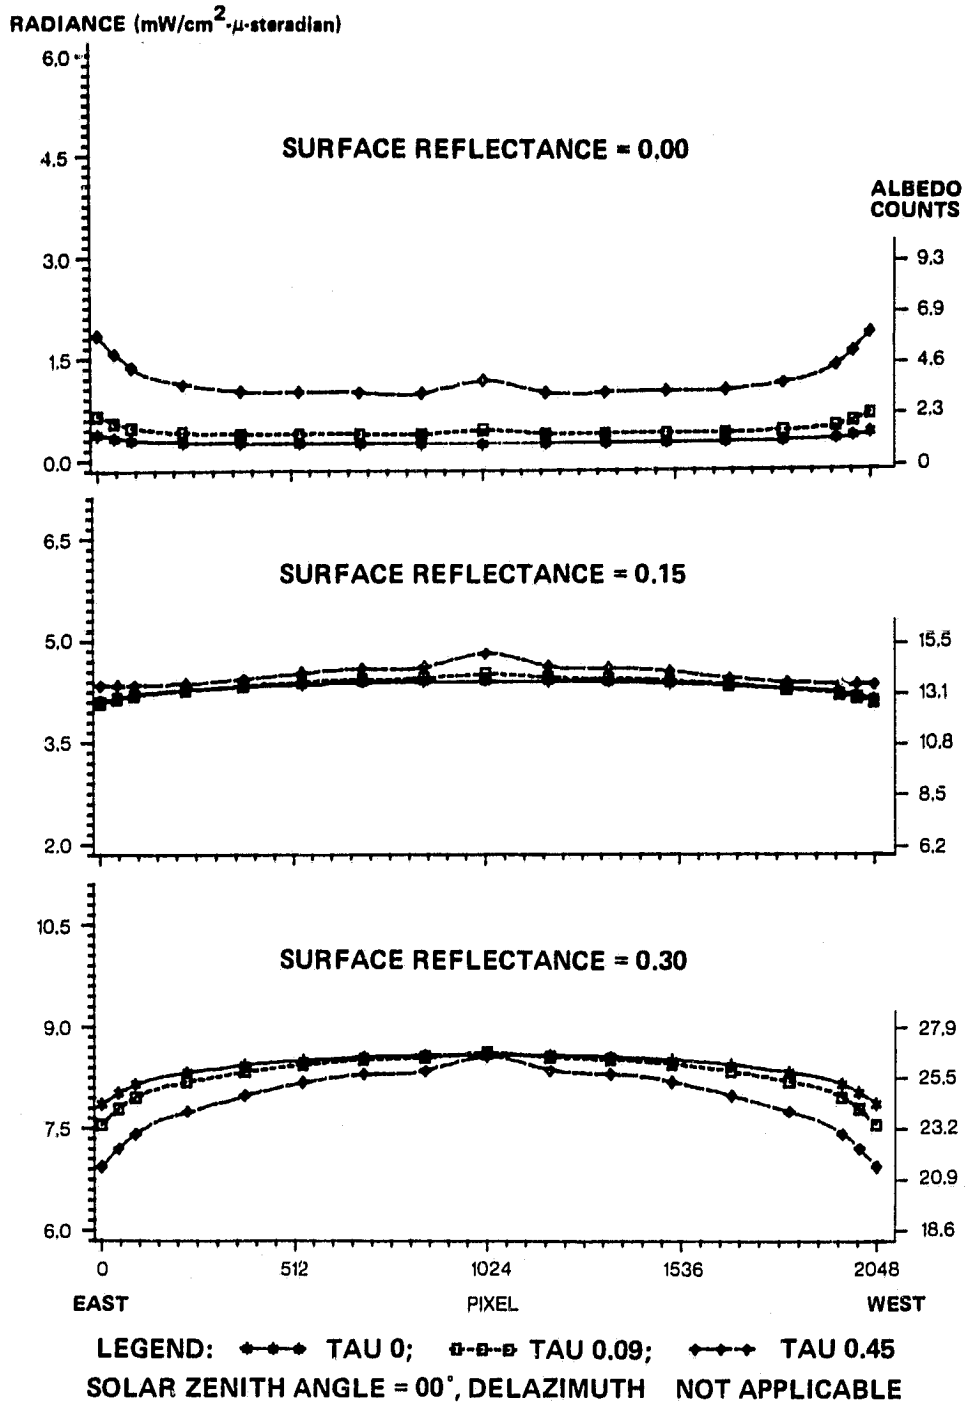 RADIANCE (mW/cm²·μ·steradian)
6.0
SURFACE REFLECTANCE = 0.00
4.5
ALBEDO
COUNTS
3.0 9.3
6.9
1.5 4.6
2.3
0.0 0
6.5
SURFACE REFLECTANCE = 0.15
5.0 15.5
13.1
3.5 10.8
8.5
2.0 6.2
10.5
SURFACE REFLECTANCE = 0.30
9.0 27.9
25.5
7.5 23.2
20.9
6.0 18.6
0 512 1024 1536 2048
EAST PIXEL WEST
LEGEND: TAU 0; TAU 0.09; TAU 0.45
SOLAR ZENITH ANGLE = 00°, DELAZIMUTH NOT APPLICABLE